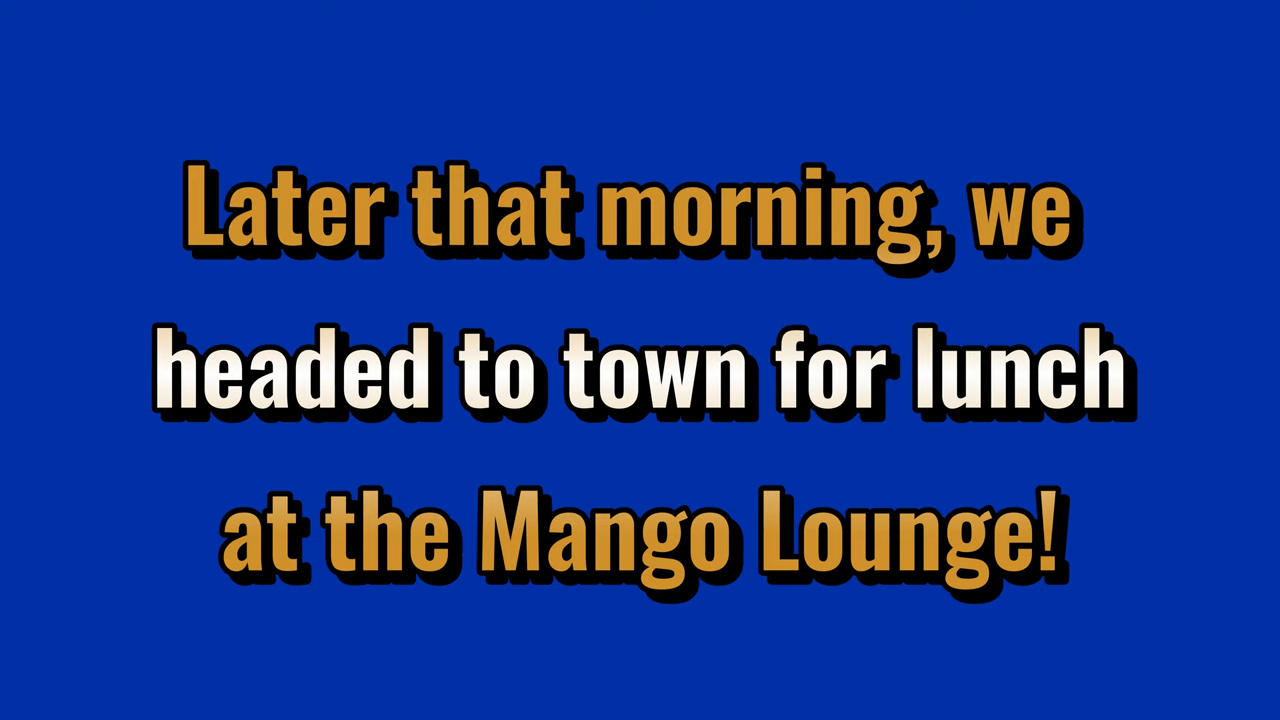 Later that morning, we
headed to town for lunch
at the Mango Lounge!